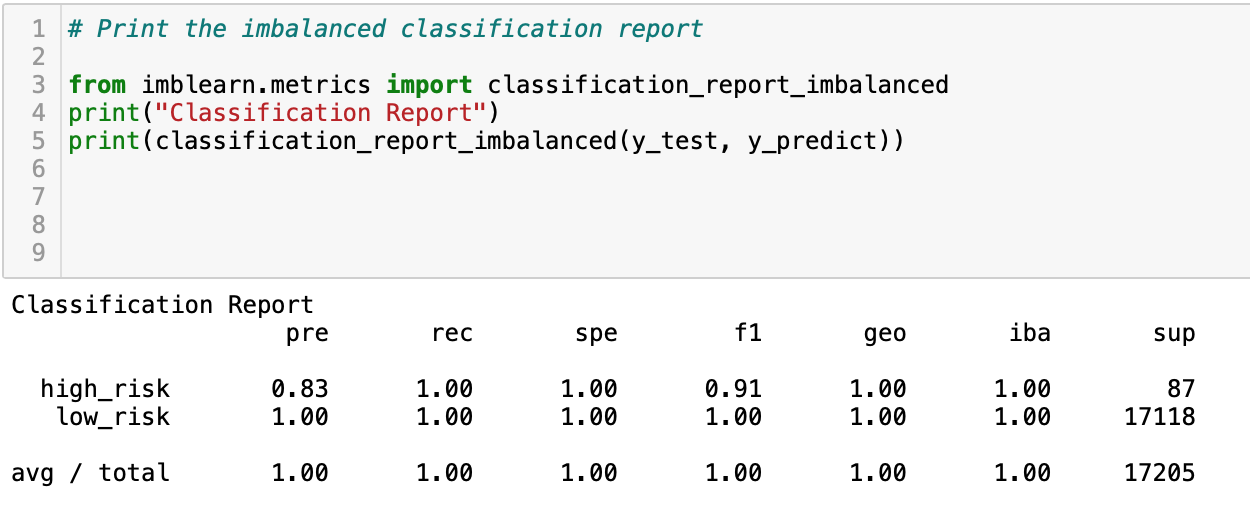 1 # Print the imbalanced classification report
2
3 from imblearn.metrics import classification_report_imbalanced
4 print("Classification Report")
5 print(classification_report_imbalanced(y_test, y_predict))
6
7
8
9
Classification Report
pre rec spe f1 geo iba sup
high_risk 0.83 1.00 1.00 0.91 1.00 1.00 87
low_risk 1.00 1.00 1.00 1.00 1.00 1.00 17118
avg / total 1.00 1.00 1.00 1.00 1.00 1.00 17205